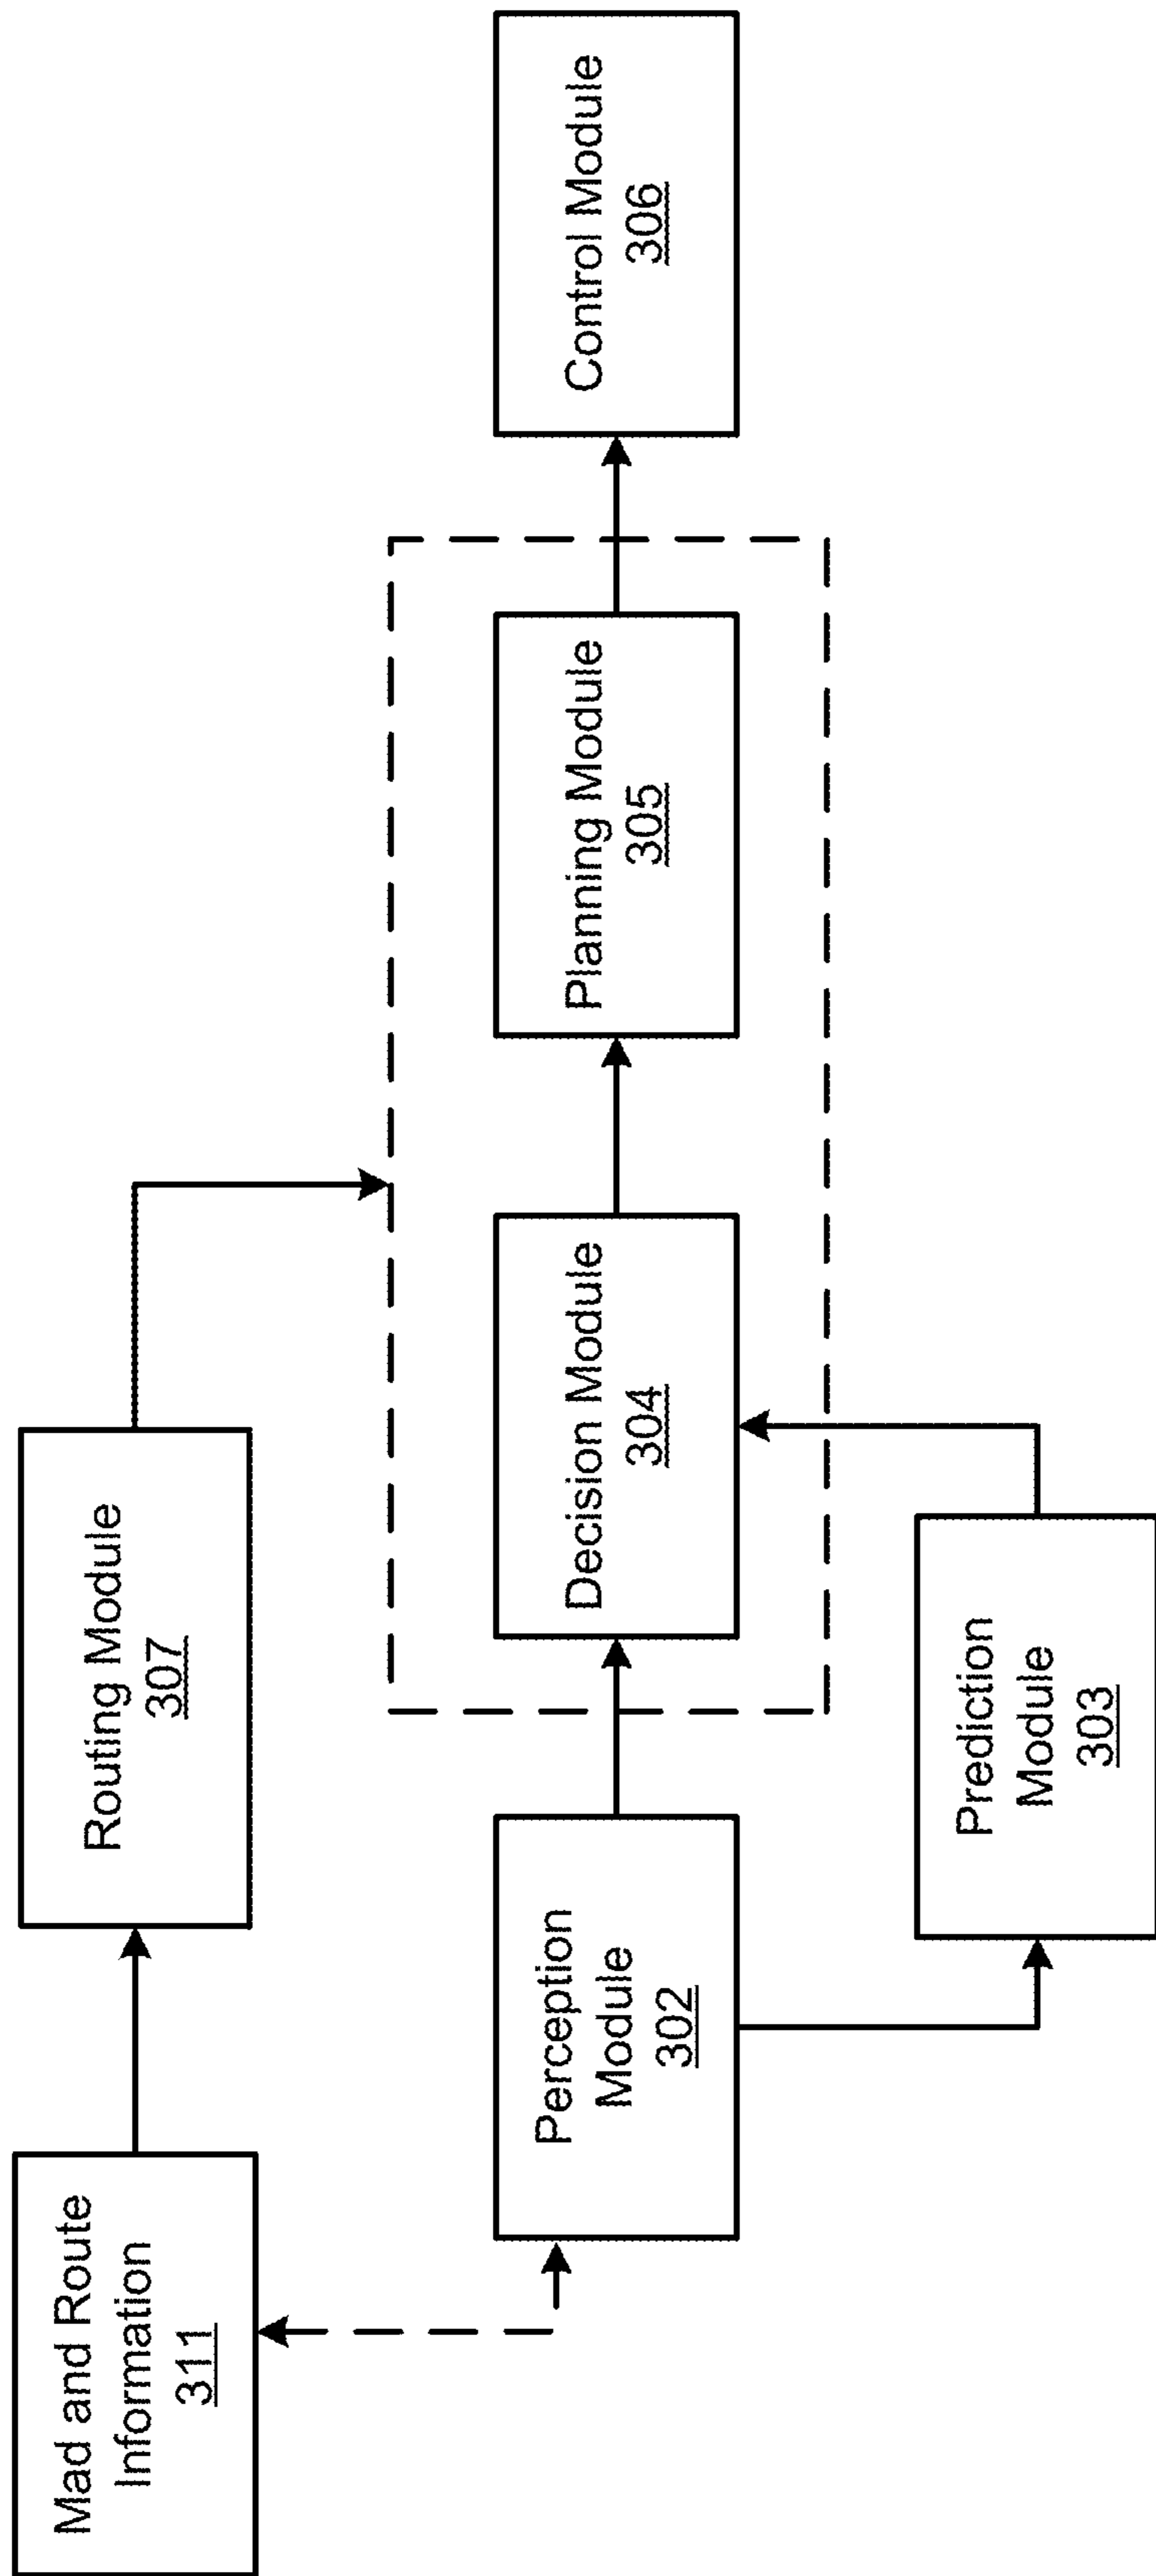 Mad and Route
Information
311
Routing Module
307
Perception
Module
302
Decision Module
304
Planning Module
305
Control Module
306
Prediction
Module
303